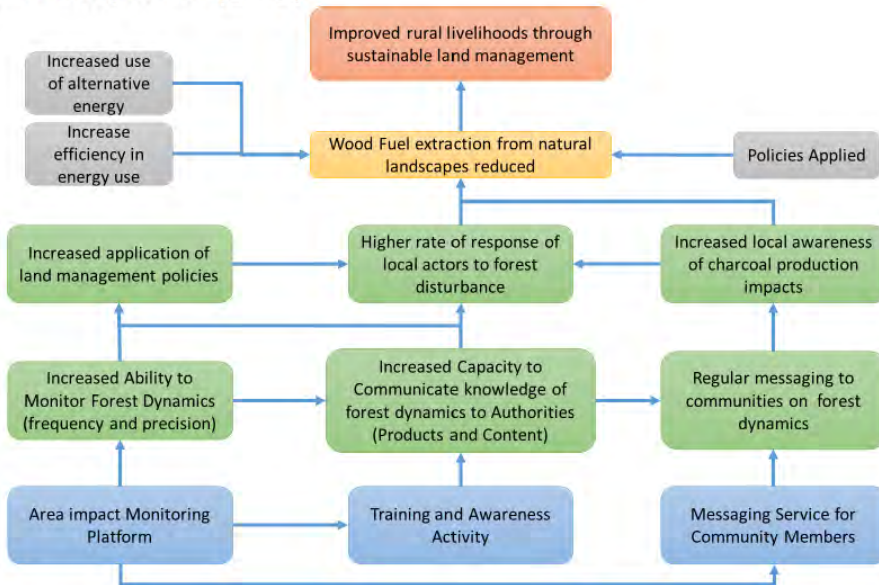 Improved rural livelihoods through
sustainable land management
Increased use
of alternative
energy
Increase
efficiency in
energy use
Wood Fuel extraction from natural
landscapes reduced
Policies Applied
Increased application of
land management policies
Higher rate of response of
local actors to forest
disturbance
Increased local awareness
of charcoal production
impacts
Increased Ability to
Monitor Forest Dynamics
(frequency and precision)
Increased Capacity to
Communicate knowledge of
forest dynamics to Authorities
(Products and Content)
Regular messaging to
communities on forest
dynamics
Area impact Monitoring
Platform
Training and Awareness
Activity
Messaging Service for
Community Members